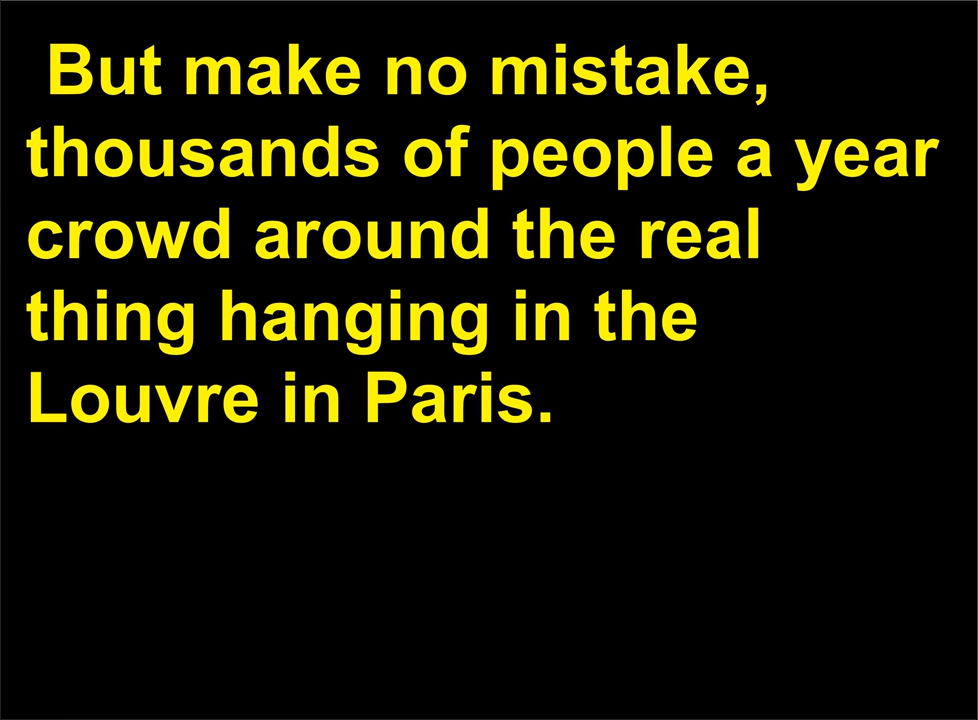 But make no mistake,
thousands of people a year
crowd around the real
thing hanging in the
Louvre in Paris.